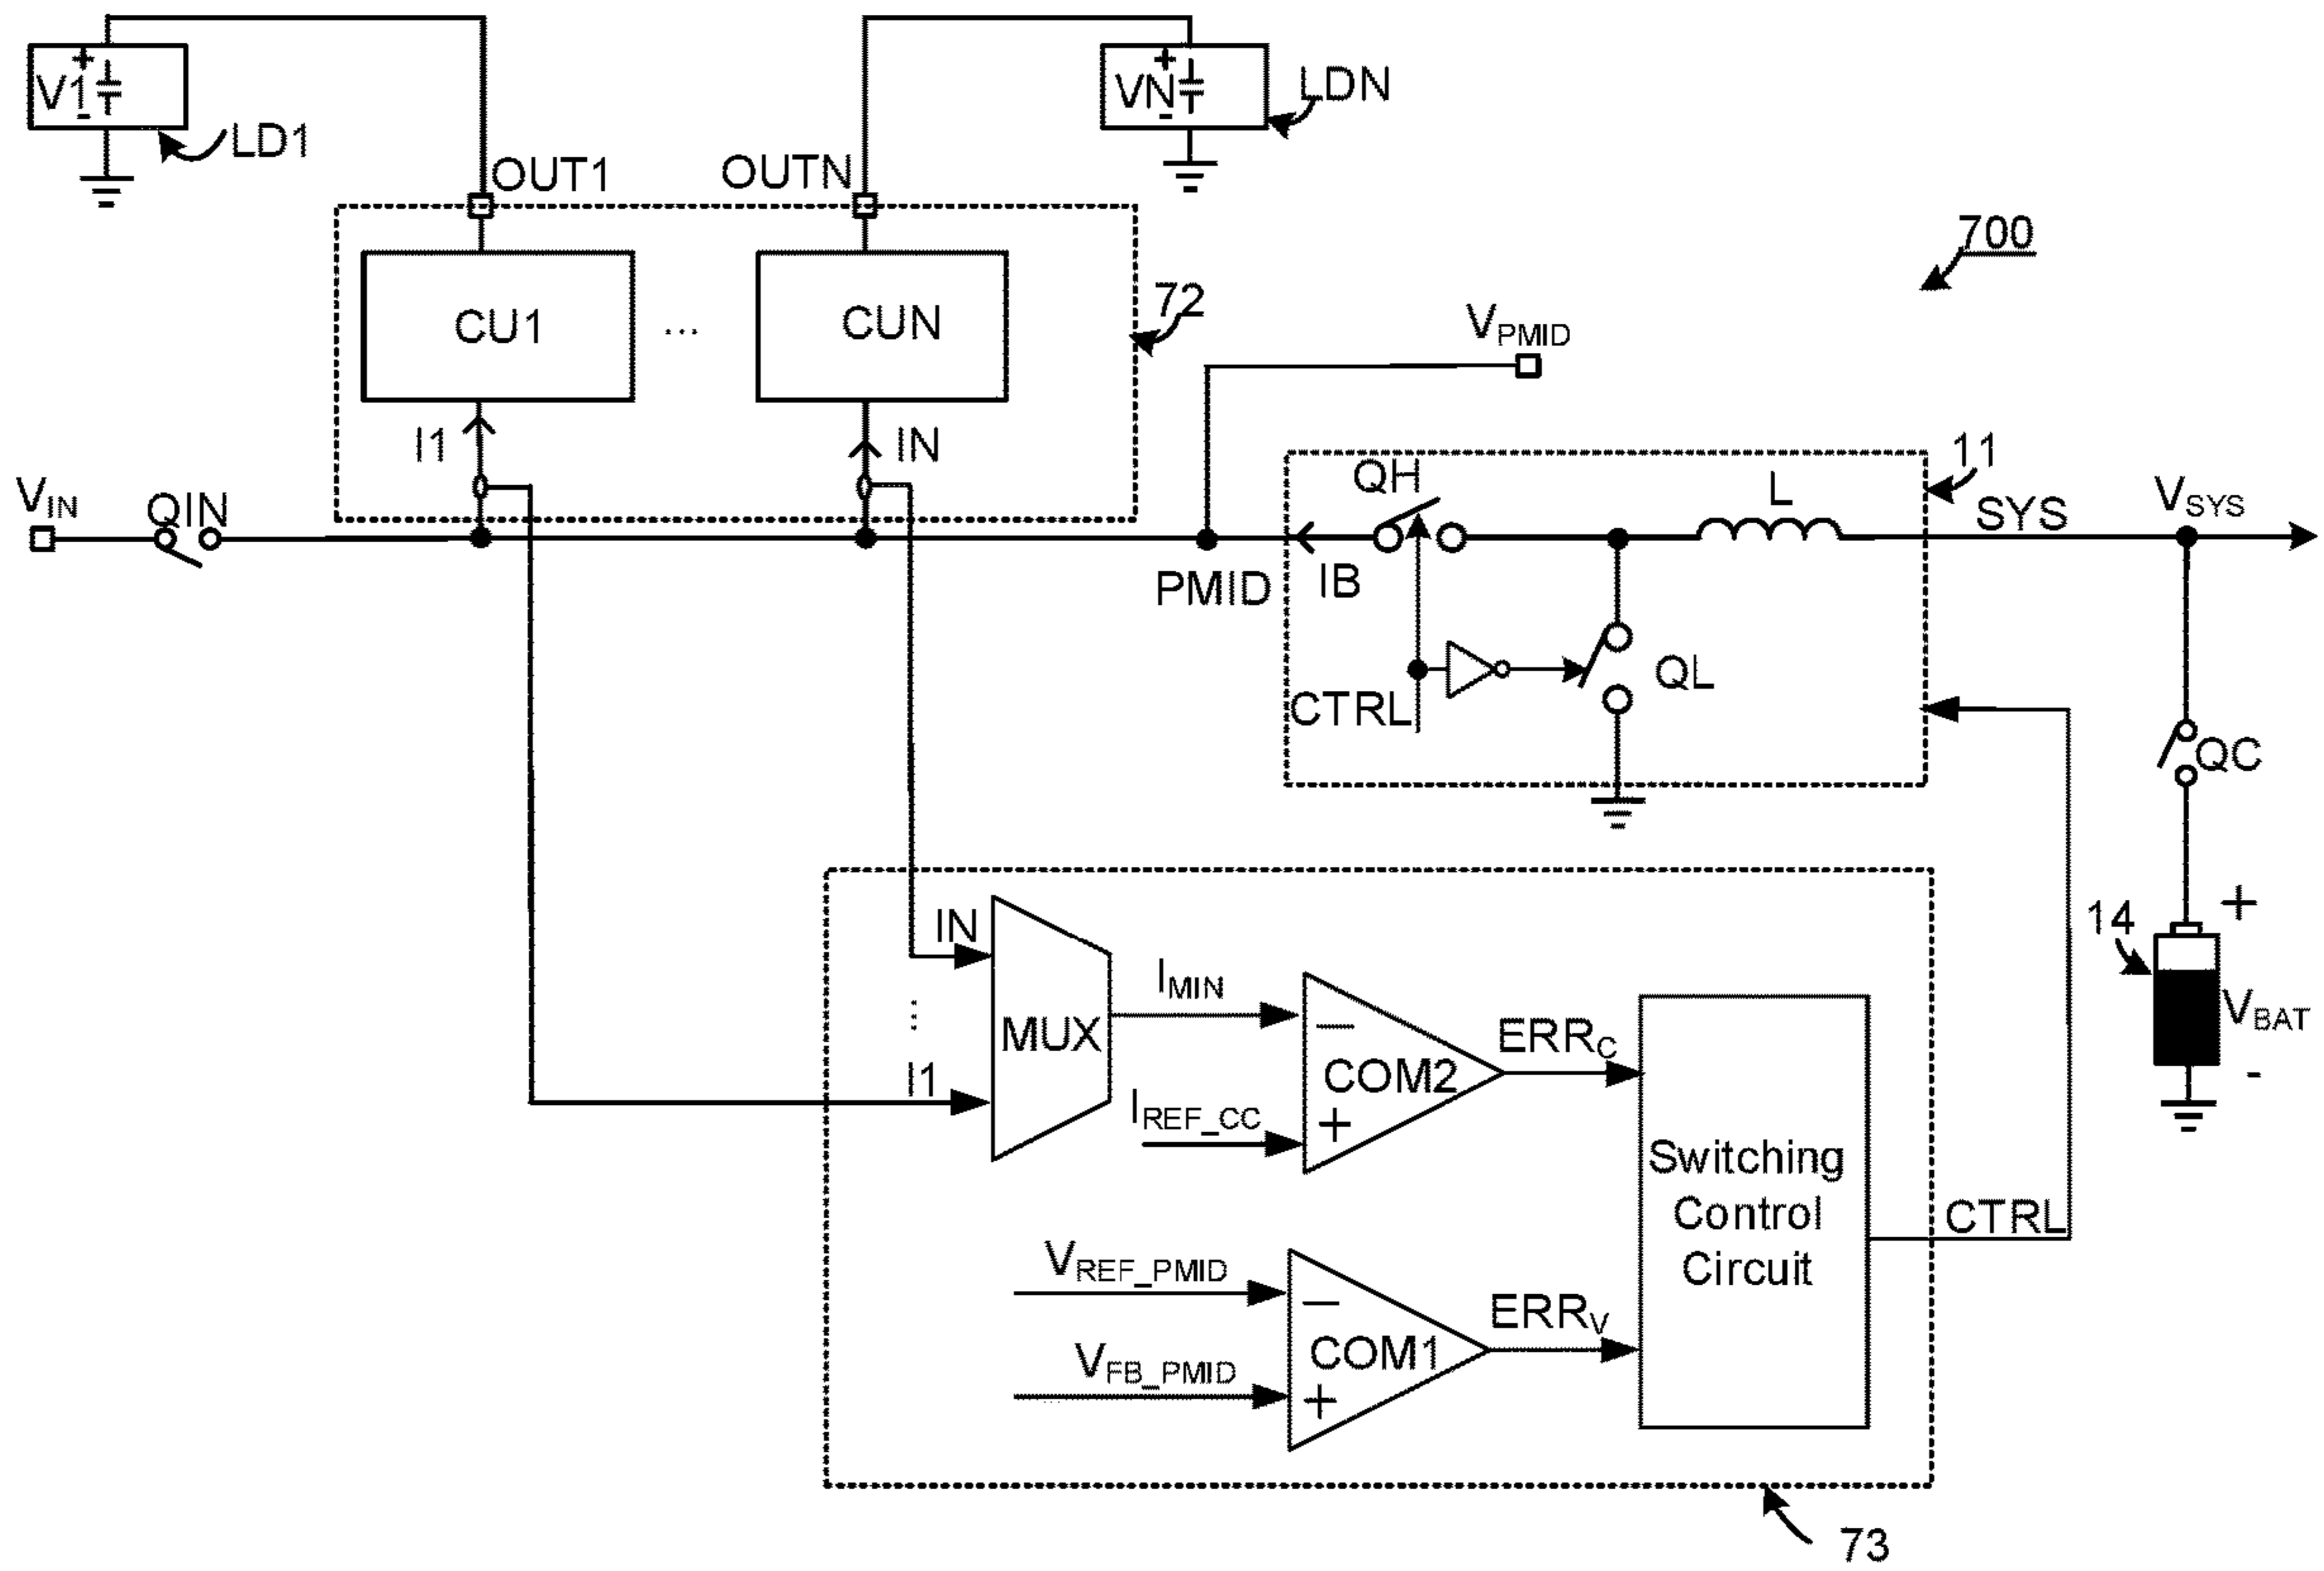 V1
+
-
LD1
VN
+
-
LDN
OUT1
OUTN
700
CU1
...
CUN
72
VPMID
I1
IN
11
VIN
QIN
QH
L
SYS
VSYS
PMID
IB
QL
CTRL
QC
14
+
VBAT
-
IN
...
I1
MUX
IMIN
IREF_CC
−
COM2
+
ERRC
Switching
Control
Circuit
CTRL
VREF_PMID
VFB_PMID
−
COM1
+
ERRV
73